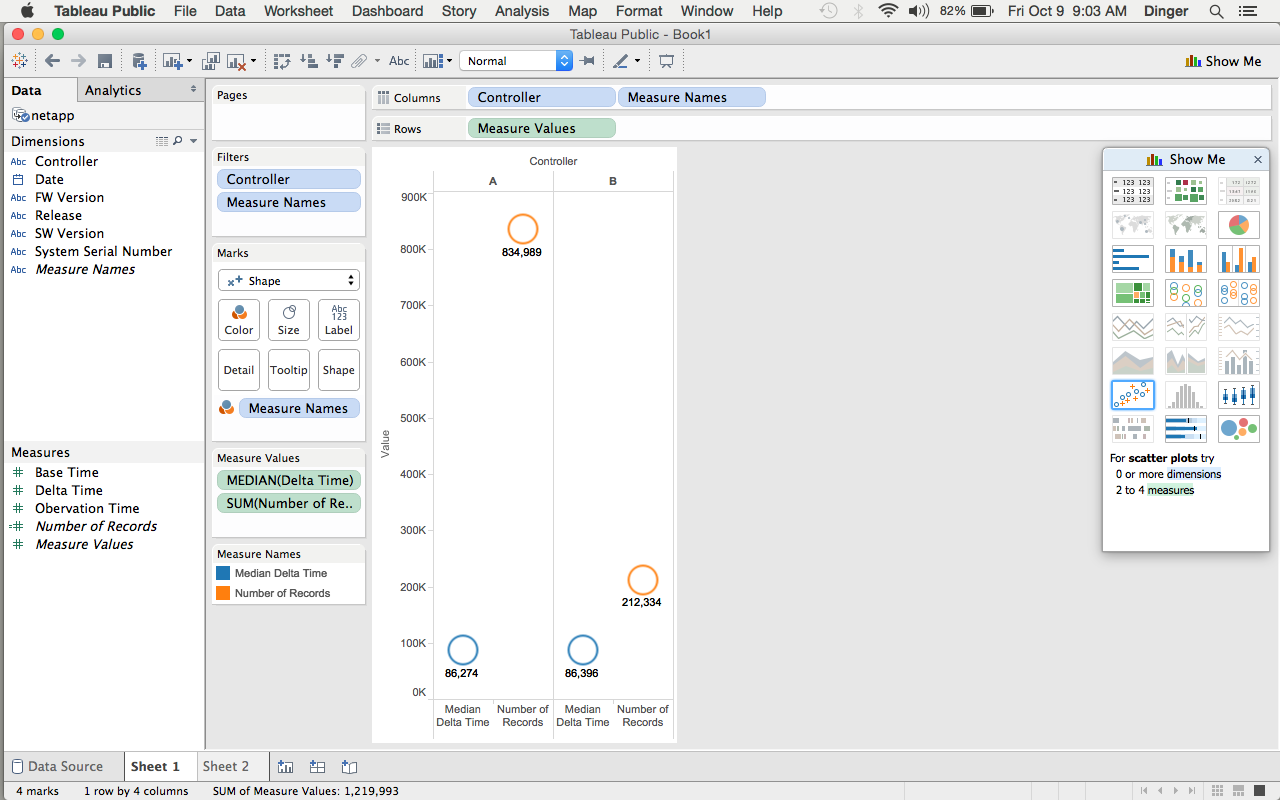 Tableau Public File Data Worksheet Dashboard Story Analysis Map Format Window Help 82% Fri Oct 9 9:03 AM Dinger
Tableau Public - Book1
Abc Normal Show Me
Data Analytics
netapp
Dimensions
Abc Controller
Date
Abc FW Version
Abc Release
Abc SW Version
Abc System Serial Number
Abc Measure Names
Measures
Base Time
Delta Time
Obervation Time
Number of Records
Measure Values
Pages
Filters
Controller
Measure Names
Marks
Shape
Color Size Abc 123 Label
Detail Tooltip Shape
Measure Names
Measure Values
MEDIAN(Delta Time)
SUM(Number of Re..
Measure Names
Median Delta Time
Number of Records
Columns Controller Measure Names
Rows Measure Values
Controller
A B
Value
900K
800K
700K
600K
500K
400K
300K
200K
100K
0K
834,989
212,334
86,274 86,396
Median Number of Median Number of
Delta Time Records Delta Time Records
Show Me
For scatter plots try
0 or more dimensions
2 to 4 measures
Data Source Sheet 1 Sheet 2
4 marks 1 row by 4 columns SUM of Measure Values: 1,219,993